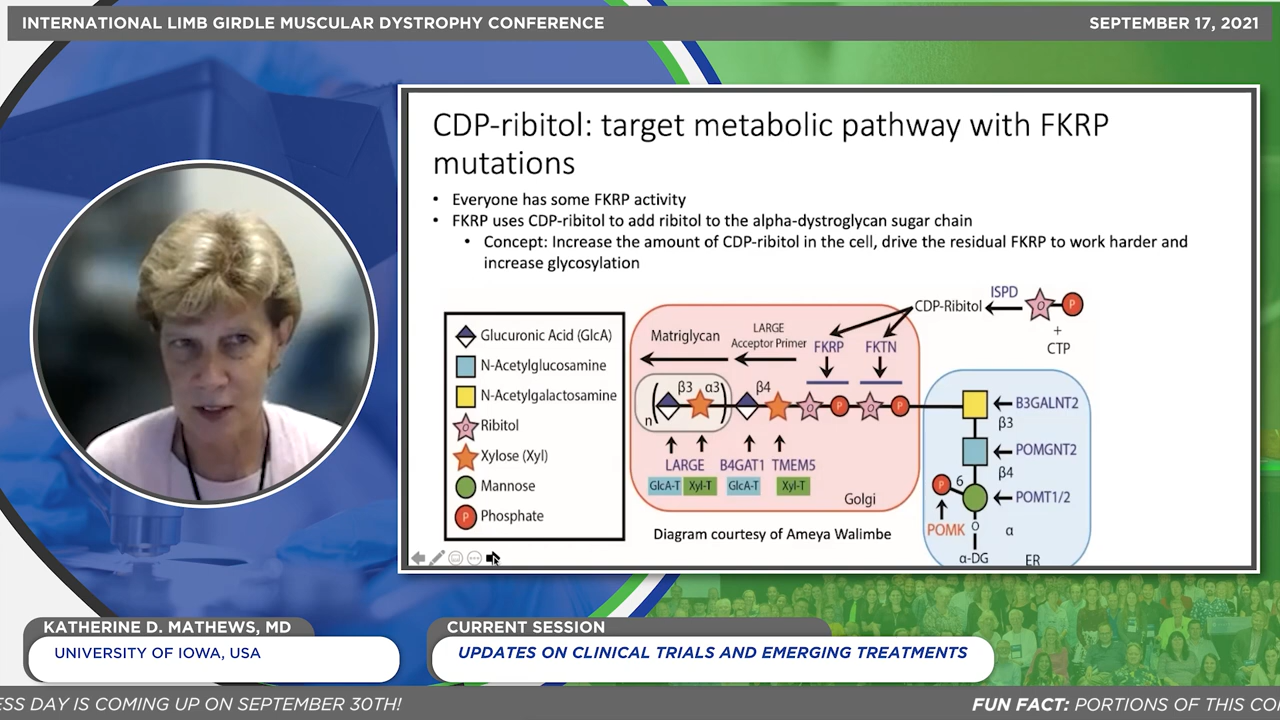 INTERNATIONAL LIMB GIRDLE MUSCULAR DYSTROPHY CONFERENCE
SEPTEMBER 17, 2021
CDP-ribitol: target metabolic pathway with FKRP
mutations
• Everyone has some FKRP activity
• FKRP uses CDP-ribitol to add ribitol to the alpha-dystroglycan sugar chain
• Concept: Increase the amount of CDP-ribitol in the cell, drive the residual FKRP to work harder and
increase glycosylation
Glucuronic Acid (GlcA)
N-Acetylglucosamine
N-Acetylgalactosamine
Ribitol
Xylose (Xyl)
Mannose
P Phosphate
Matriglycan
LARGE
Acceptor Primer
FKRP
FKTN
CDP-Ribitol
ISPD
P
+
CTP
n
β3
α3
β4
P
P
LARGE
B4GAT1
TMEM5
GlcA-T
Xyl-T
GlcA-T
Xyl-T
Golgi
B3GALNT2
β3
POMGNT2
β4
P
6
POMT1/2
POMK
O
α
α-DG
ER
Diagram courtesy of Ameya Walimbe
KATHERINE D. MATHEWS, MD
UNIVERSITY OF IOWA, USA
CURRENT SESSION
UPDATES ON CLINICAL TRIALS AND EMERGING TREATMENTS
ESS DAY IS COMING UP ON SEPTEMBER 30TH!
FUN FACT: PORTIONS OF THIS CO